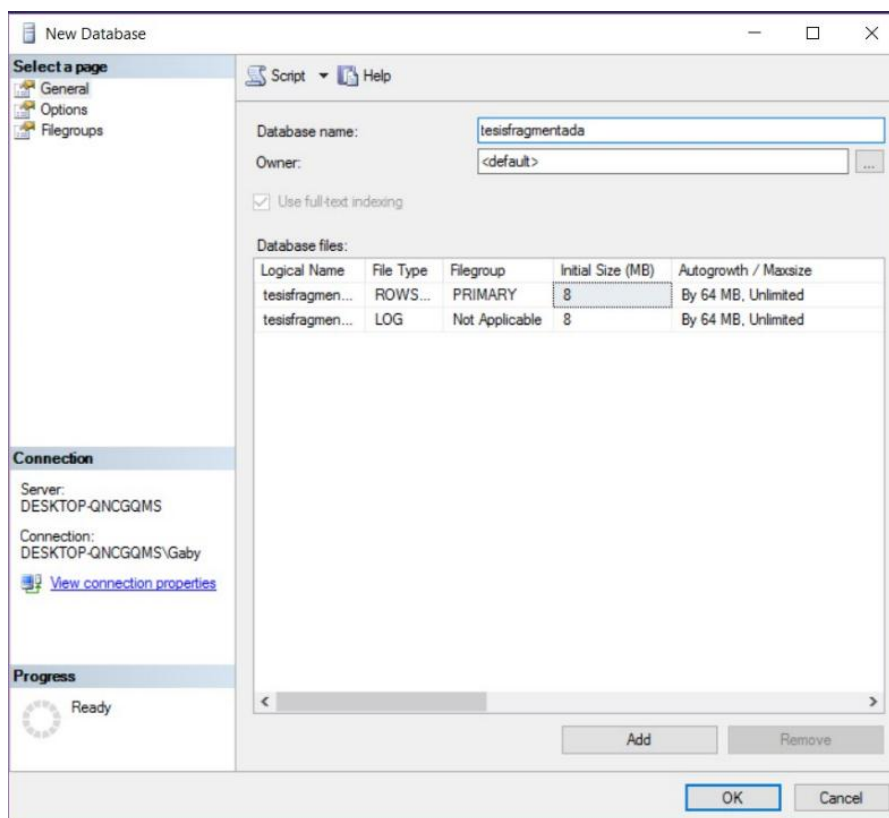 New Database
Select a page
General
Options
Filegroups
Script Help
Database name: tesisfragmentada
Owner: <default> ...
Use full-text indexing
Database files:
Logical Name File Type Filegroup Initial Size (MB) Autogrowth / Maxsize
tesisfragmen... ROWS... PRIMARY 8 By 64 MB, Unlimited
tesisfragmen... LOG Not Applicable 8 By 64 MB, Unlimited
Connection
Server:
DESKTOP-QNCGQMS
Connection:
DESKTOP-QNCGQMS\Gaby
View connection properties
Progress
Ready
Add Remove
OK Cancel